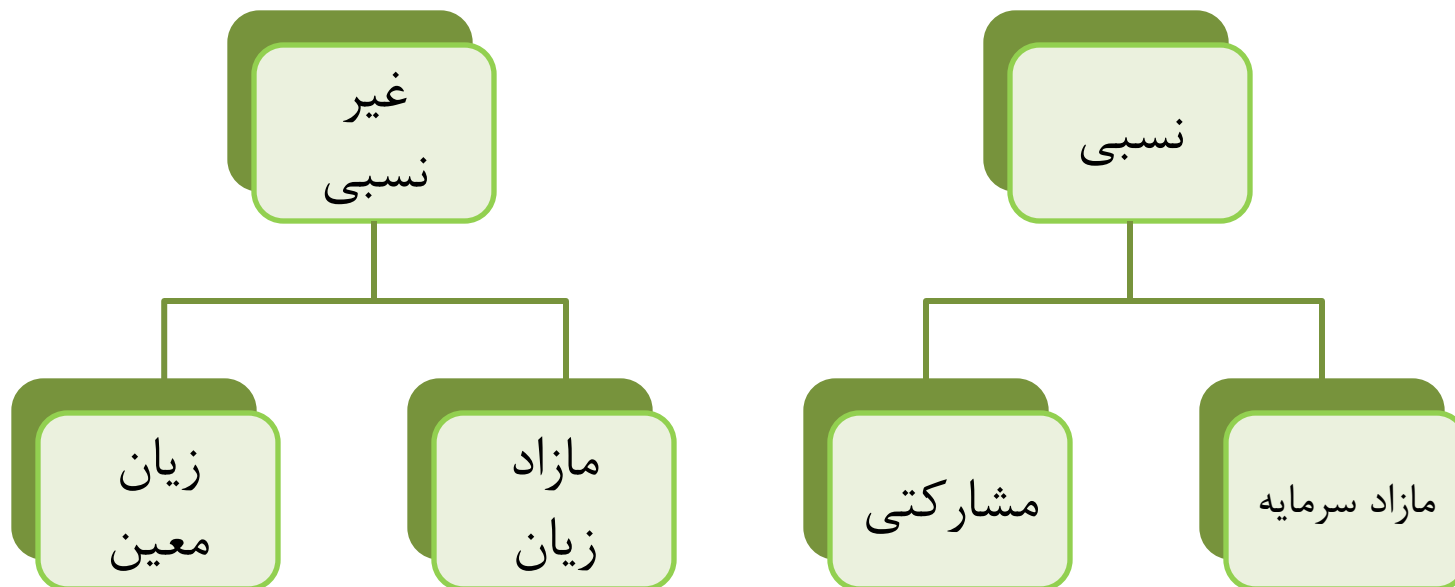 نسبی
غیر
نسبی
مازاد سرمایه
مشارکتی
مازاد
زیان
زیان
معین